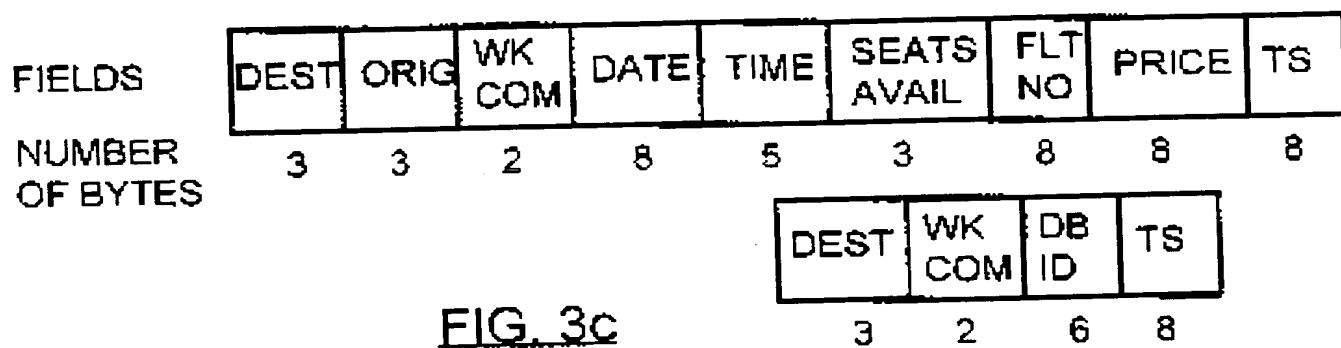 FIELDS DEST ORIG WK COM DATE TIME SEATS AVAIL FLT NO PRICE TS
NUMBER OF BYTES 3 3 2 8 5 3 8 8 8
DEST WK COM DB ID TS
3 2 6 8
FIG. 3c